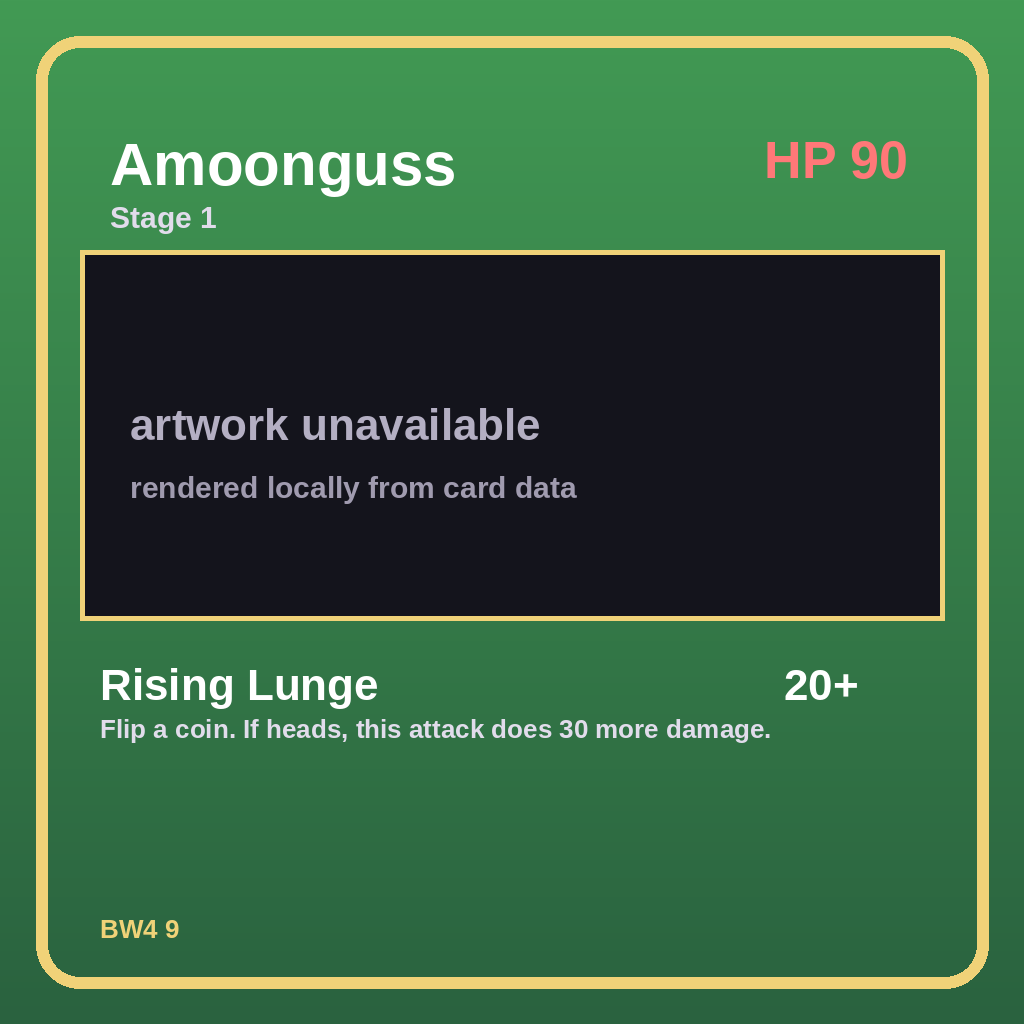 Amoonguss
HP 90
Stage 1
artwork unavailable
rendered locally from card data
Rising Lunge
20+
Flip a coin. If heads, this attack does 30 more damage.
BW4 9